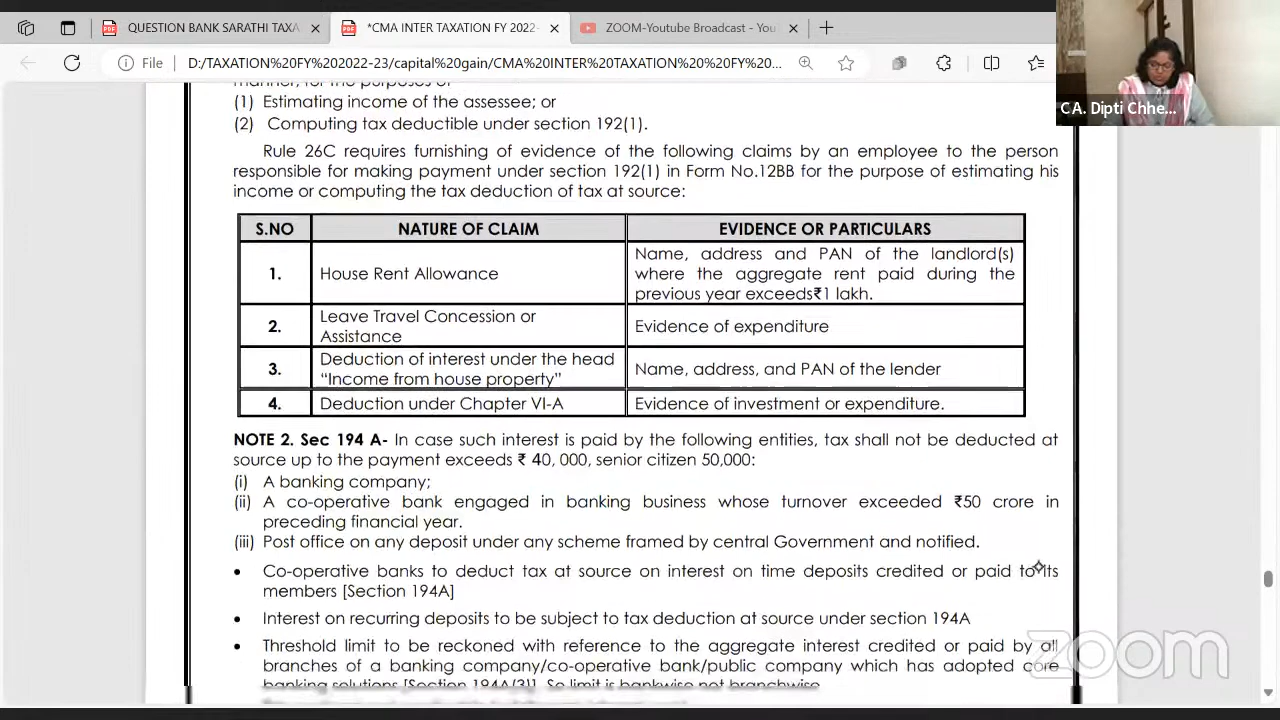 QUESTION BANK SARATHI TAXA
*CMA INTER TAXATION FY 2022-
ZOOM-Youtube Broadcast - You
File
D:/TAXATION%20FY%202022-23/capital%20gain/CMA%20INTER%20TAXATION%20%20FY%20...
CA. Dipti Chhe...
(1) Estimating income of the assessee; or
(2) Computing tax deductible under section 192(1).
Rule 26C requires furnishing of evidence of the following claims by an employee to the person
responsible for making payment under section 192(1) in Form No.12BB for the purpose of estimating his
income or computing the tax deduction of tax at source:
S.NO NATURE OF CLAIM EVIDENCE OR PARTICULARS
1. House Rent Allowance
Name, address and PAN of the landlord(s)
where the aggregate rent paid during the
previous year exceeds₹1 lakh.
2. Leave Travel Concession or
Assistance
Evidence of expenditure
3. Deduction of interest under the head
“Income from house property”
Name, address, and PAN of the lender
4. Deduction under Chapter VI-A Evidence of investment or expenditure.
NOTE 2. Sec 194 A- In case such interest is paid by the following entities, tax shall not be deducted at
source up to the payment exceeds ₹ 40, 000, senior citizen 50,000:
(i) A banking company;
(ii) A co-operative bank engaged in banking business whose turnover exceeded ₹50 crore in
preceding financial year.
(iii) Post office on any deposit under any scheme framed by central Government and notified.
• Co-operative banks to deduct tax at source on interest on time deposits credited or paid to its
members [Section 194A]
• Interest on recurring deposits to be subject to tax deduction at source under section 194A
• Threshold limit to be reckoned with reference to the aggregate interest credited or paid by all
branches of a banking company/co-operative bank/public company which has adopted core
banking solutions [Section 194A(3)]. So limit is bankwise not branchwise
zoom